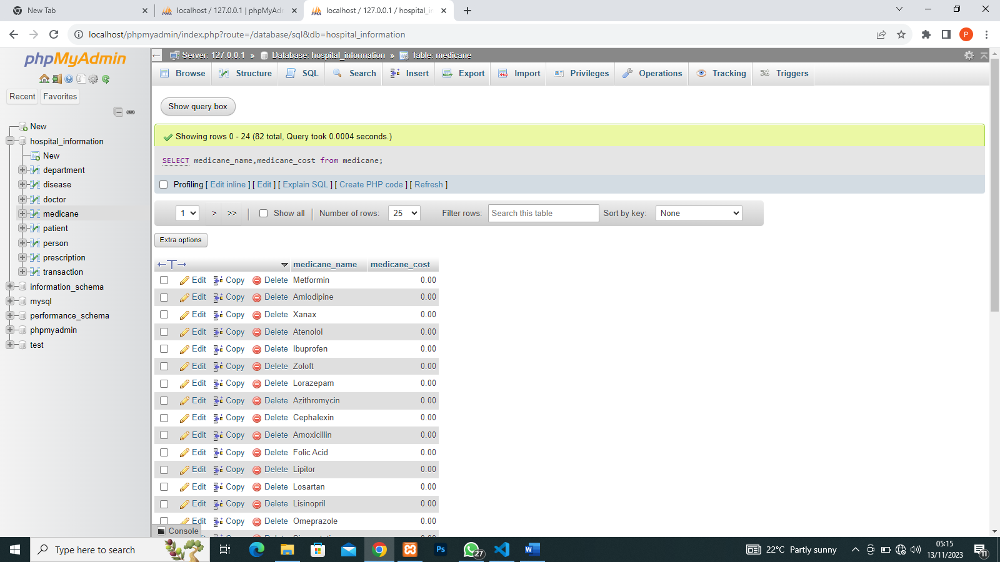 New Tab
localhost / 127.0.0.1 | phpMyAdm
localhost / 127.0.0.1 / hospital_in
localhost/phpmyadmin/index.php?route=/database/sql&db=hospital_information
P
phpMyAdmin
Recent Favorites
New
hospital_information
New
department
disease
doctor
medicane
patient
person
prescription
transaction
information_schema
mysql
performance_schema
phpmyadmin
test
Server: 127.0.0.1 » Database: hospital_information » Table: medicane
Browse Structure SQL Search Insert Export Import Privileges Operations Tracking Triggers
Show query box
Showing rows 0 - 24 (82 total, Query took 0.0004 seconds.)
SELECT medicane_name,medicane_cost from medicane;
Profiling [ Edit inline ] [ Edit ] [ Explain SQL ] [ Create PHP code ] [ Refresh ]
1 > >> | Show all | Number of rows: 25 Filter rows: Search this table Sort by key: None
Extra options
←T→ medicane_name medicane_cost
Edit Copy Delete Metformin 0.00
Edit Copy Delete Amlodipine 0.00
Edit Copy Delete Xanax 0.00
Edit Copy Delete Atenolol 0.00
Edit Copy Delete Ibuprofen 0.00
Edit Copy Delete Zoloft 0.00
Edit Copy Delete Lorazepam 0.00
Edit Copy Delete Azithromycin 0.00
Edit Copy Delete Cephalexin 0.00
Edit Copy Delete Amoxicillin 0.00
Edit Copy Delete Folic Acid 0.00
Edit Copy Delete Lipitor 0.00
Edit Copy Delete Losartan 0.00
Edit Copy Delete Lisinopril 0.00
Edit Copy Delete Omeprazole 0.00
Console
Type here to search
Ps
27
22°C Partly sunny
05:15
13/11/2023
11